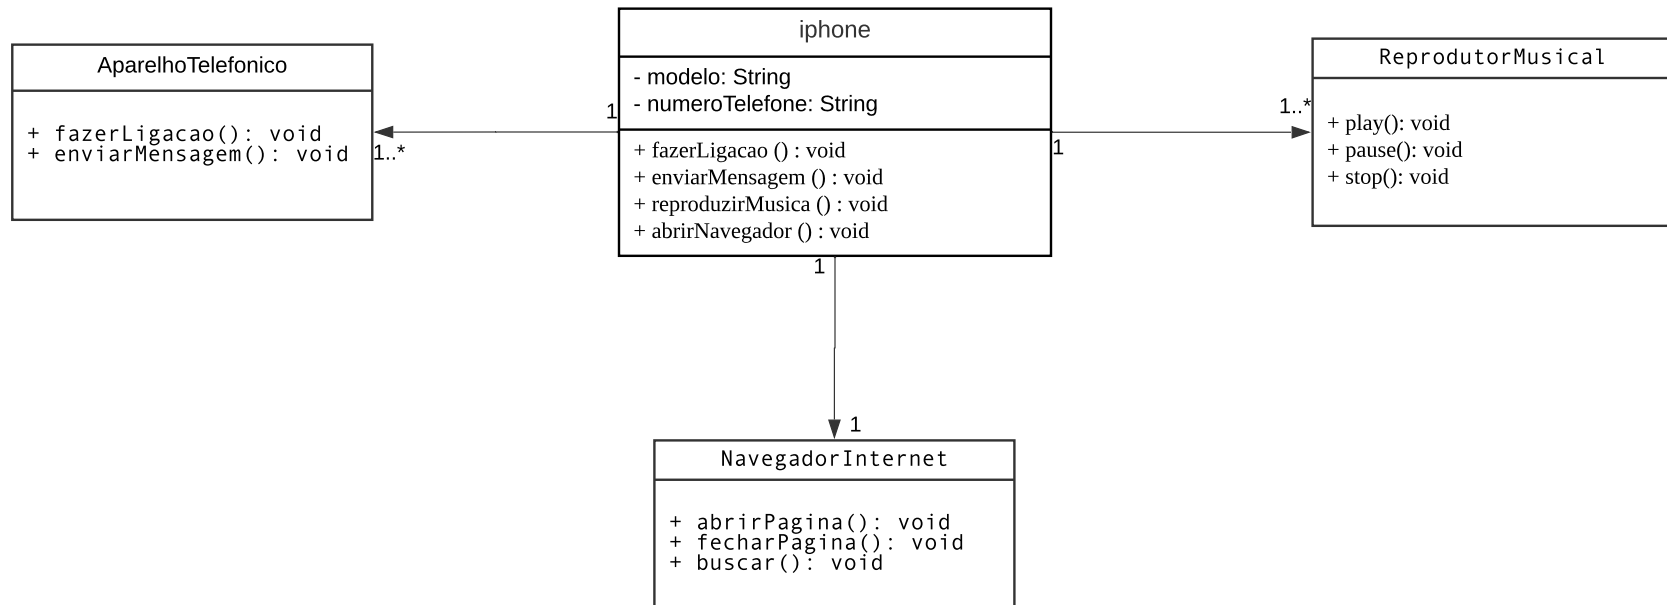 AparelhoTelefonico
+ fazerLigacao(): void
+ enviarMensagem(): void
1..*
1
iphone
- modelo: String
- numeroTelefone: String
+ fazerLigacao () : void
+ enviarMensagem () : void
+ reproduzirMusica () : void
+ abrirNavegador () : void
1
1..*
ReprodutorMusical
+ play(): void
+ pause(): void
+ stop(): void
1
1
NavegadorInternet
+ abrirPagina(): void
+ fecharPagina(): void
+ buscar(): void